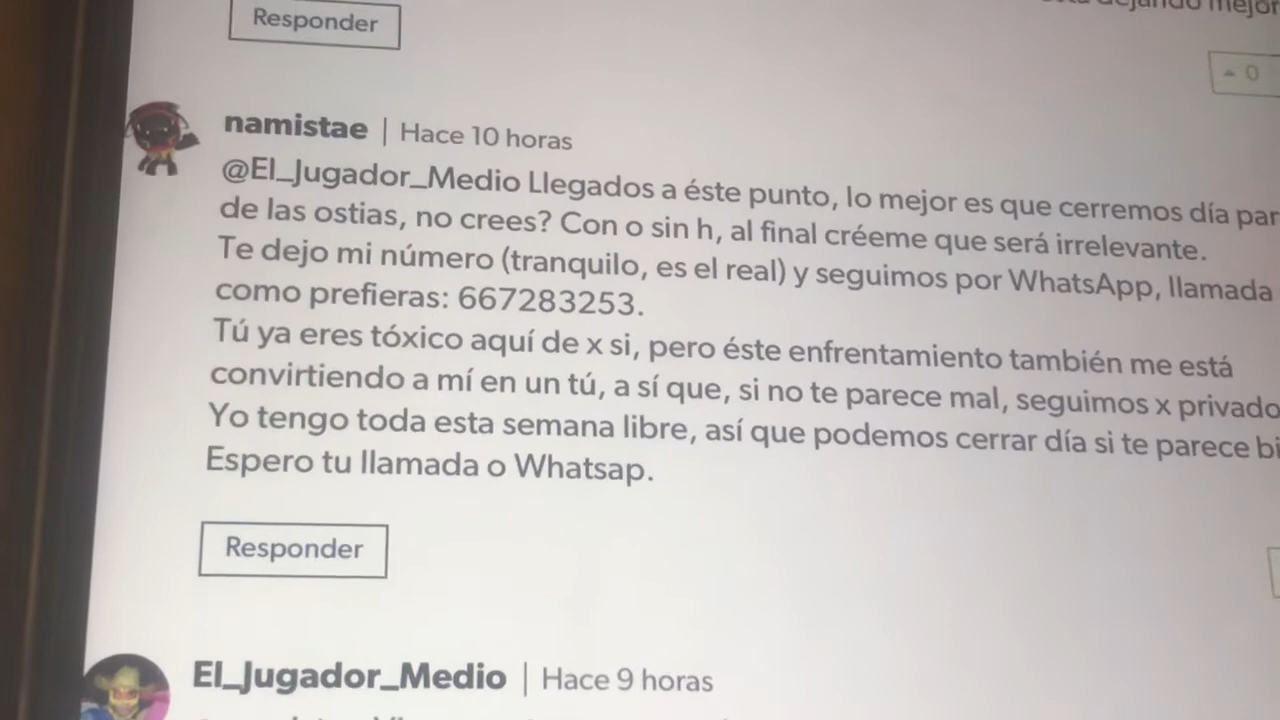 dejando mejor
Responder
0
namistae | Hace 10 horas
@El_Jugador_Medio Llegados a éste punto, lo mejor es que cerremos día par
de las ostias, no crees? Con o sin h, al final créeme que será irrelevante.
Te dejo mi número (tranquilo, es el real) y seguimos por WhatsApp, llamada
como prefieras: 667283253.
Tú ya eres tóxico aquí de x si, pero éste enfrentamiento también me está
convirtiendo a mí en un tú, a sí que, si no te parece mal, seguimos x privado
Yo tengo toda esta semana libre, así que podemos cerrar día si te parece bi
Espero tu llamada o Whatsap.
Responder
El_Jugador_Medio | Hace 9 horas